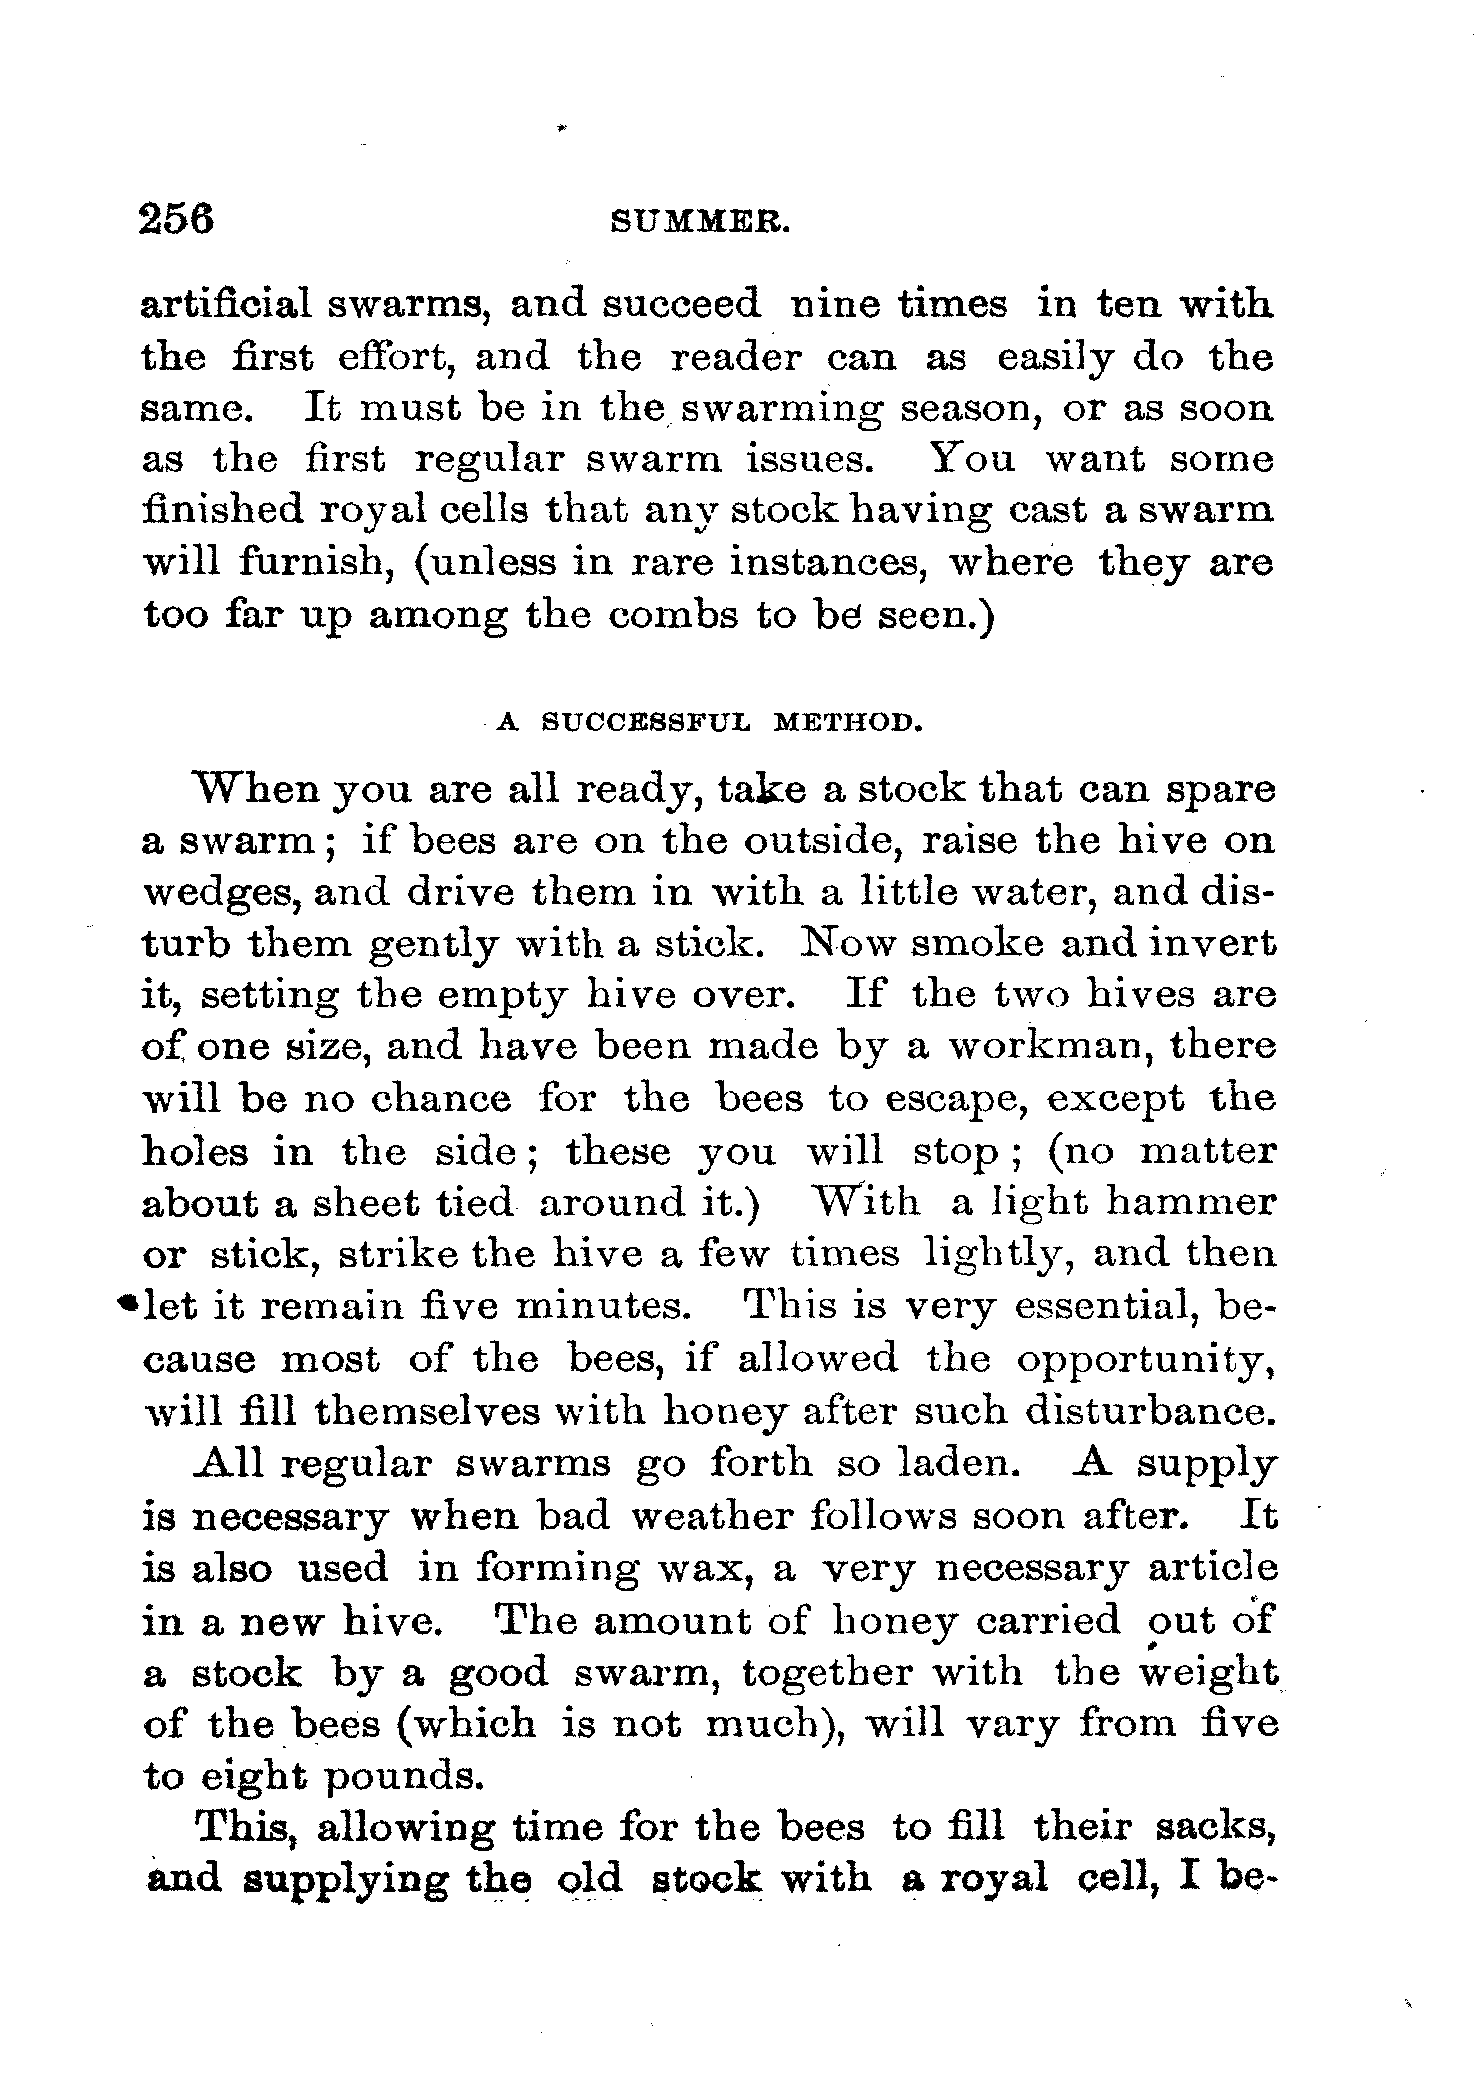 256 SUMMER.
artificial swarms, and succeed nine times in ten with
the first effort, and the reader can as easily do the
same. It must be in the swarming season, or as soon
as the first regular swarm issues. You want some
finished royal cells that any stock having cast a swarm
will furnish, (unless in rare instances, where they are
too far up among the combs to be seen.)
A SUCCESSFUL METHOD.
When you are all ready, take a stock that can spare
a swarm; if bees are on the outside, raise the hive on
wedges, and drive them in with a little water, and dis-
turb them gently with a stick. Now smoke and invert
it, setting the empty hive over. If the two hives are
of one size, and have been made by a workman, there
will be no chance for the bees to escape, except the
holes in the side; these you will stop; (no matter
about a sheet tied around it.) With a light hammer
or stick, strike the hive a few times lightly, and then
let it remain five minutes. This is very essential, be-
cause most of the bees, if allowed the opportunity,
will fill themselves with honey after such disturbance.
All regular swarms go forth so laden. A supply
is necessary when bad weather follows soon after. It
is also used in forming wax, a very necessary article
in a new hive. The amount of honey carried out of
a stock by a good swarm, together with the weight
of the bees (which is not much), will vary from five
to eight pounds.
This, allowing time for the bees to fill their sacks,
and supplying the old stock with a royal cell, I be-